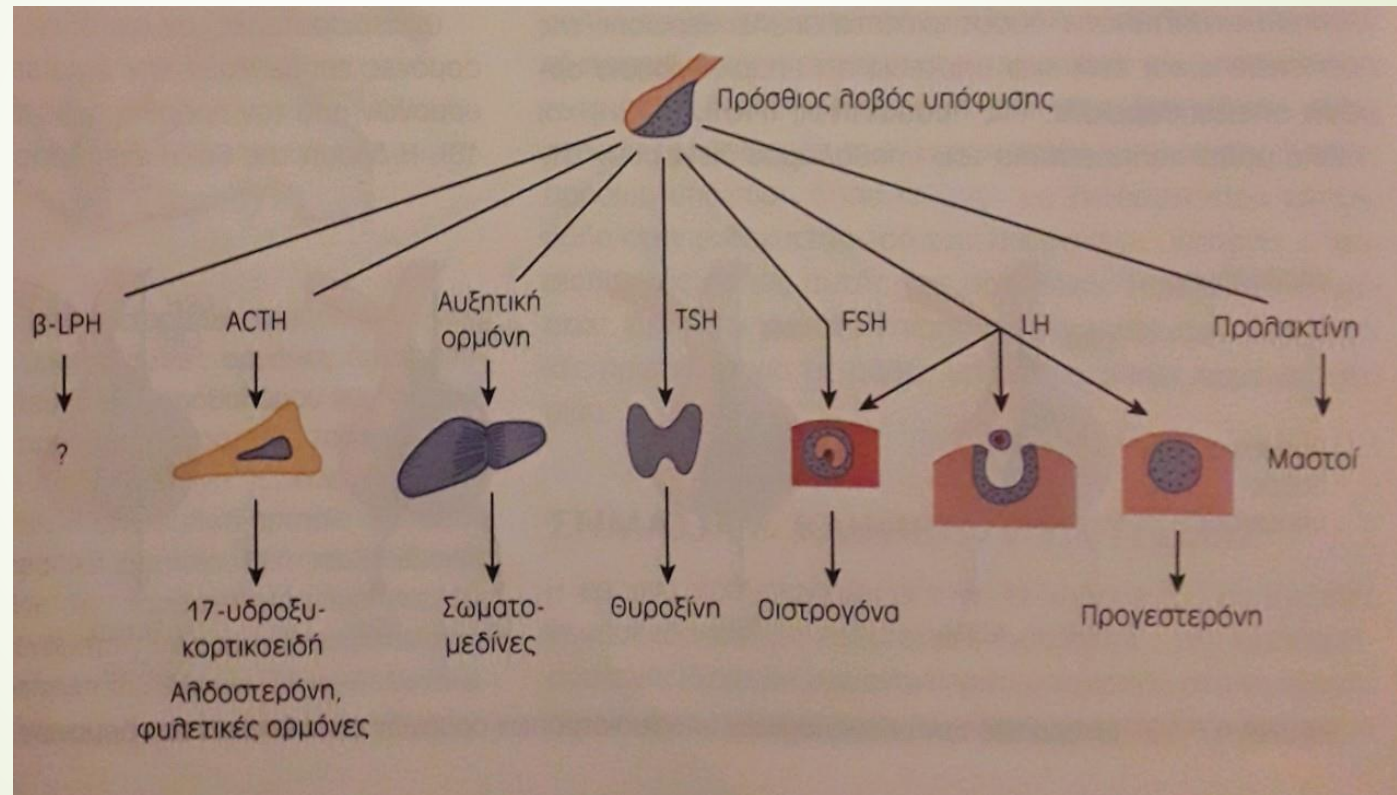 Πρόσθιος λοβός υπόφυσης
β-LPH
ACTH
Αυξητική
ορμόνη
TSH
FSH
LH
Προλακτίνη
?
Μαστοί
17-υδροξυ-
κορτικοειδή
Αλδοστερόνη,
φυλετικές ορμόνες
Σωματο-
μεδίνες
Θυροξίνη
Οιστρογόνα
Προγεστερόνη